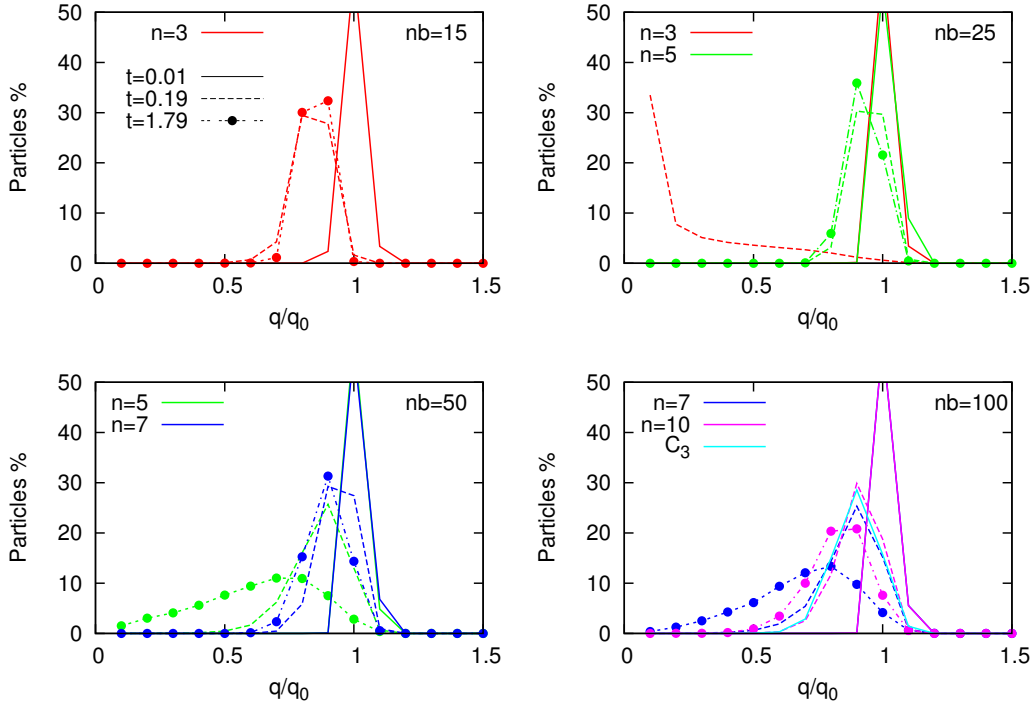 50
40
30
20
10
0
Particles %
n=3
nb=15
t=0.01
t=0.19
t=1.79
0 0.5 1 1.5
q/q0
50
40
30
20
10
0
Particles %
n=3
n=5
nb=25
0 0.5 1 1.5
q/q0
50
40
30
20
10
0
Particles %
n=5
n=7
nb=50
0 0.5 1 1.5
q/q0
50
40
30
20
10
0
Particles %
n=7
n=10
C3
nb=100
0 0.5 1 1.5
q/q0